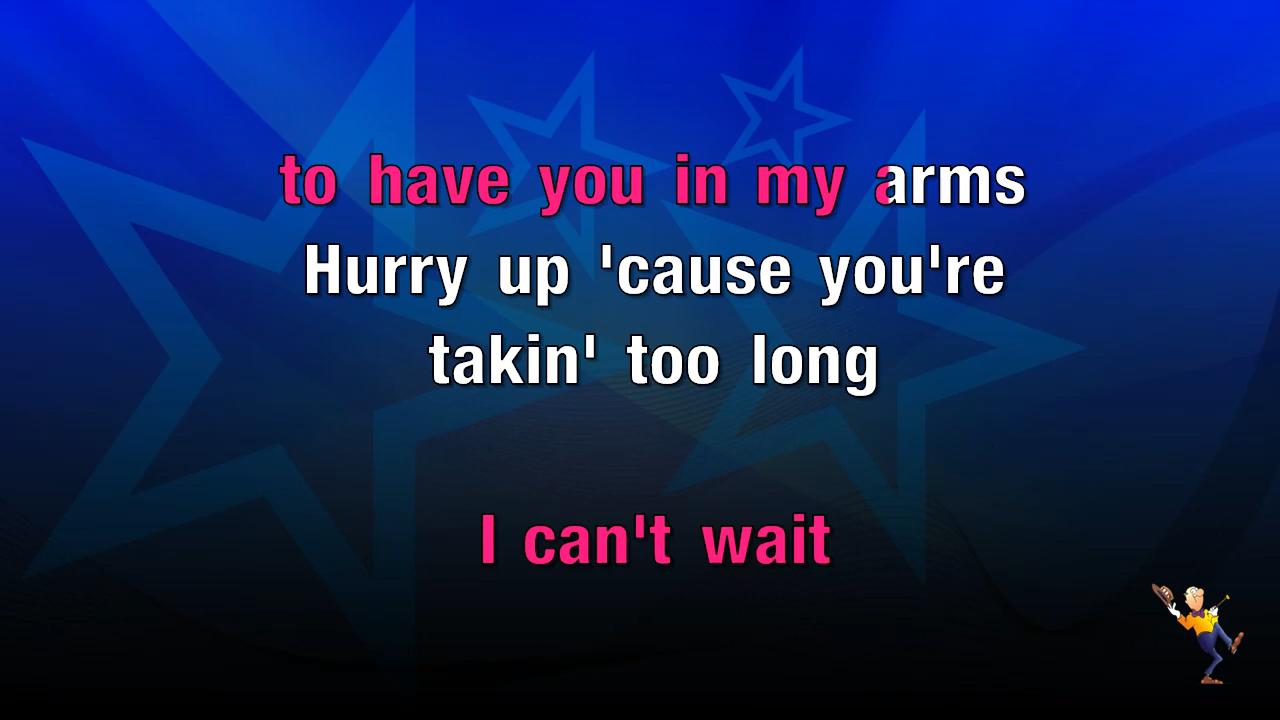 to have you in my arms
Hurry up 'cause you're
takin' too long
I can't wait